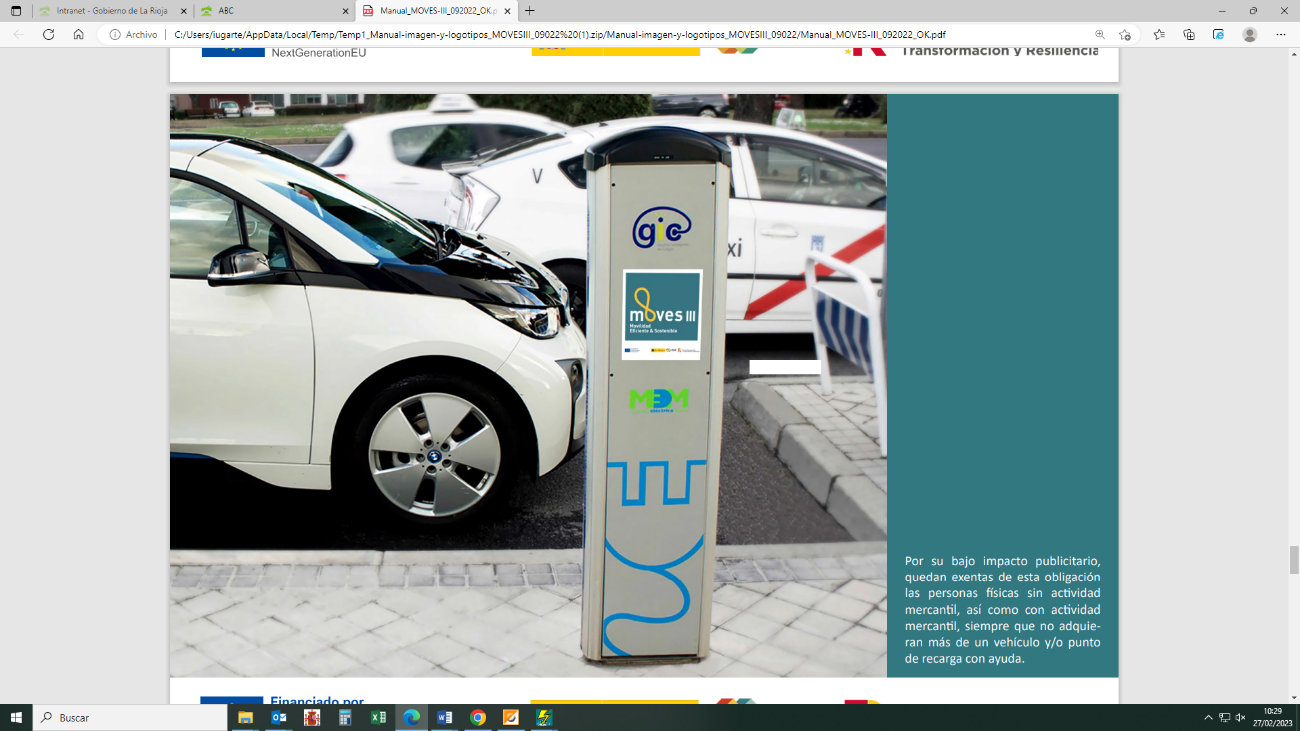 Intranet - Gobierno de La Rioja
ABC
Manual_MOVES-III_092022_OK.p
Archivo
C:/Users/iugarte/AppData/Local/Temp/Temp1_Manual-imagen-y-logotipos_MOVESIII_09022%20(1).zip/Manual-imagen-y-logotipos_MOVESIII_09022/Manual_MOVES-III_092022_OK.pdf
NextGenerationEU
Transformación y Resiliencia
V
xi
gic
moves III
Movilidad
Eficiente & Sostenible
MEM
electrics
Por su bajo impacto publicitario,
quedan exentas de esta obligación
las personas físicas sin actividad
mercantil, así como con actividad
mercantil, siempre que no adquie-
ran más de un vehículo y/o punto
de recarga con ayuda.
Financiado por
Buscar
10:29
27/02/2023